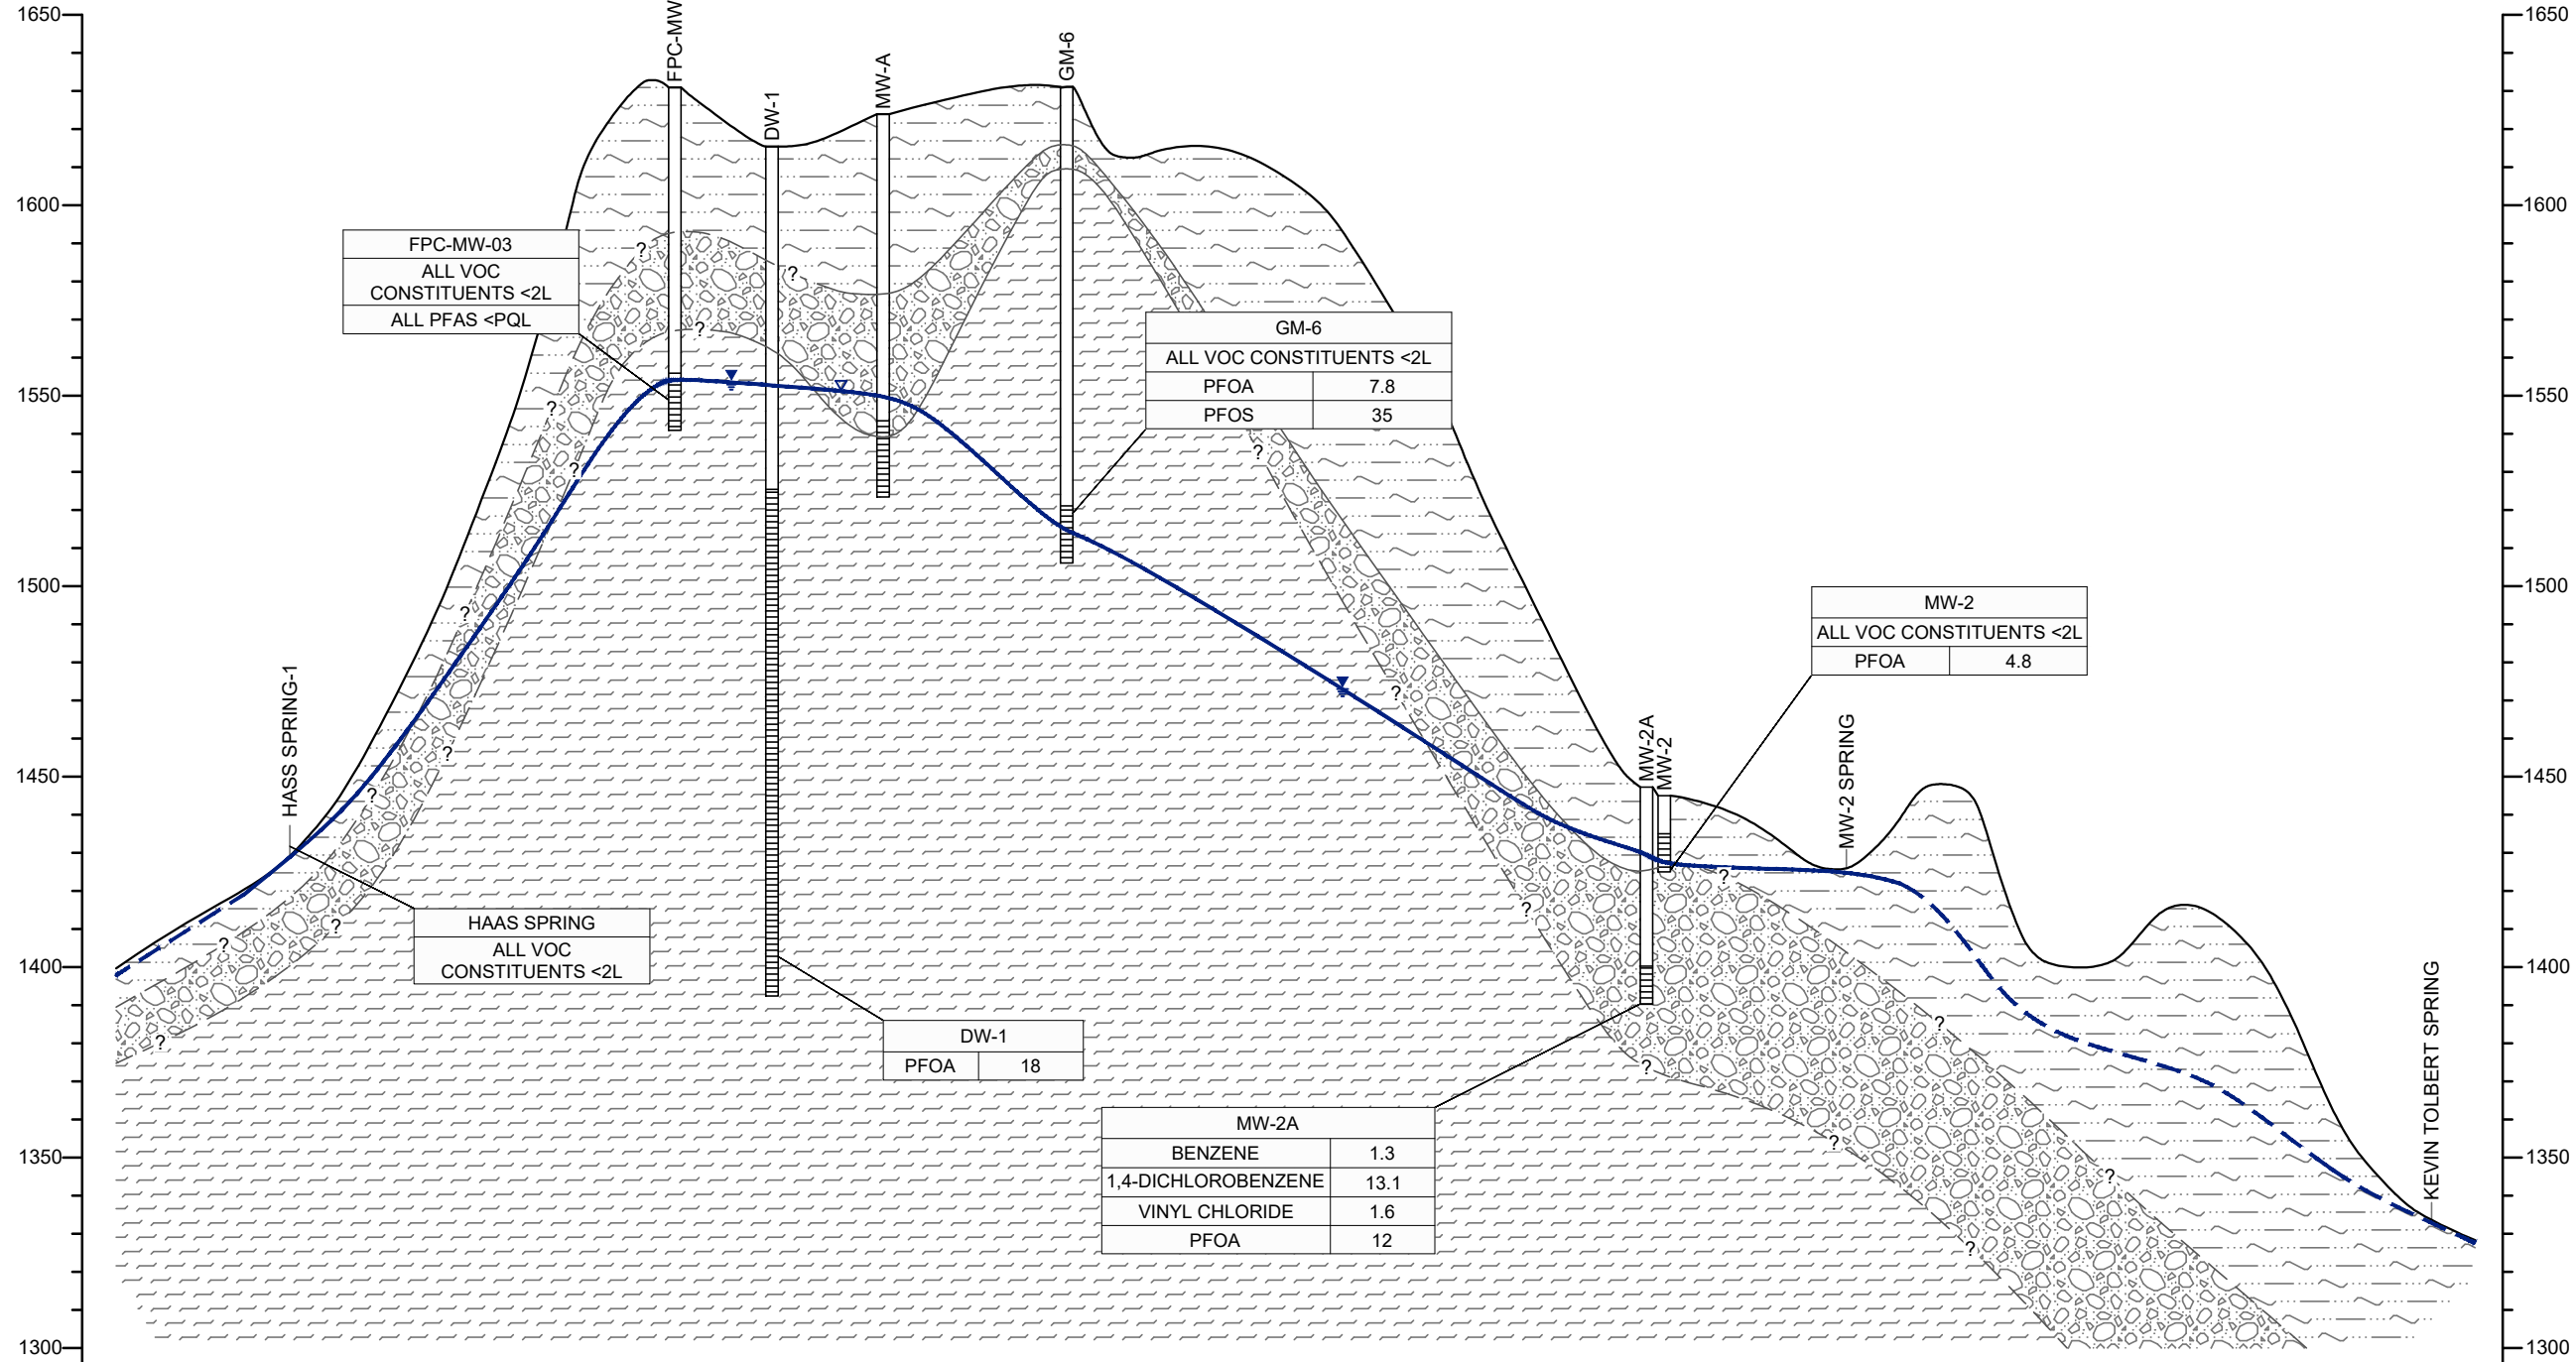 1650
1600
1550
1500
1450
1400
1350
1300
FPC-MW
DW-1
MW-A
GM-6
FPC-MW-03
ALL VOC
CONSTITUENTS <2L
ALL PFAS <PQL
GM-6
ALL VOC CONSTITUENTS <2L
PFOA 7.8
PFOS 35
MW-2
ALL VOC CONSTITUENTS <2L
PFOA 4.8
HASS SPRING-1
MW-2A
MW-2
MW-2 SPRING
KEVIN TOLBERT SPRING
HAAS SPRING
ALL VOC
CONSTITUENTS <2L
DW-1
PFOA 18
MW-2A
BENZENE 1.3
1,4-DICHLOROBENZENE 13.1
VINYL CHLORIDE 1.6
PFOA 12
? ? ? ? ? ? ? ? ? ? ? ? ? ? ? ? ? ? ? ? ? ?
1650
1600
1550
1500
1450
1400
1350
1300